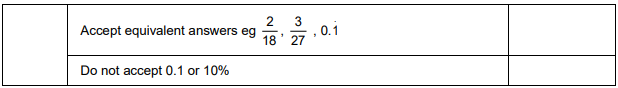 Accept equivalent answers eg 2/18, 3/27 , 0.1̇
Do not accept 0.1 or 10%